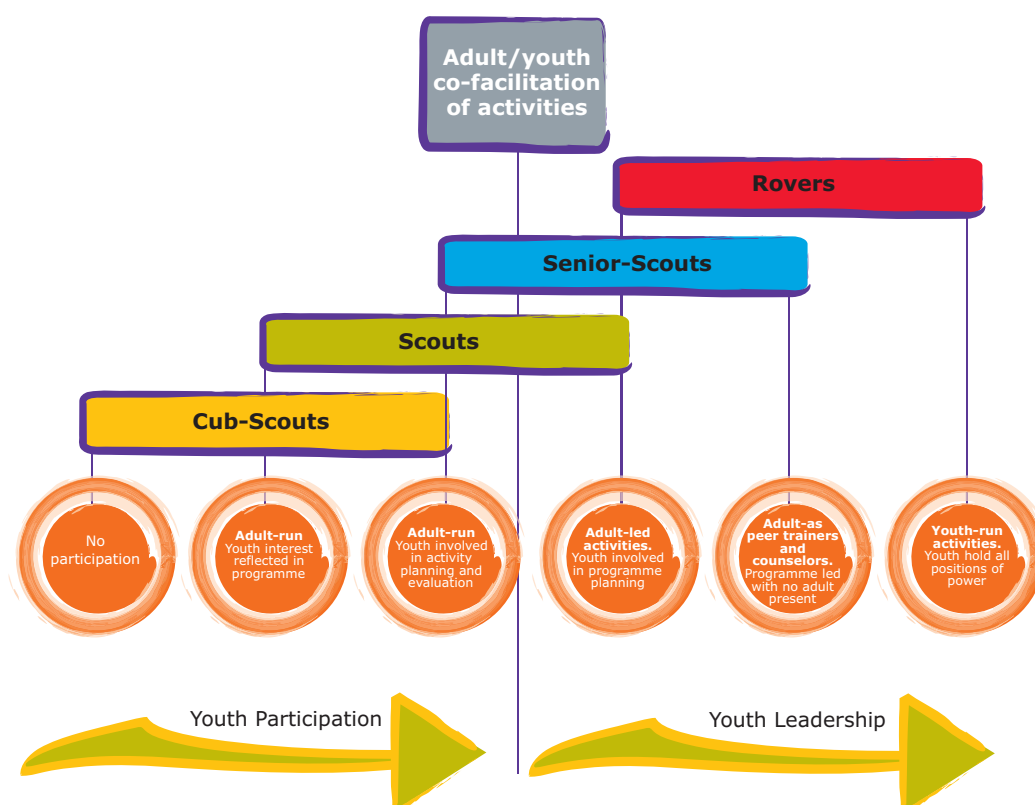 Adult/youth
co-facilitation
of activities
Rovers
Senior-Scouts
Scouts
Cub-Scouts
No
participation
Adult-run
Youth interest
reflected in
programme
Adult-run
Youth involved
in activity
planning and
evaluation
Adult-led
activities.
Youth involved
in programme
planning
Adult-as
peer trainers
and
counselors.
Programme led
with no adult
present
Youth-run
activities.
Youth hold all
positions of
power
Youth Participation
Youth Leadership